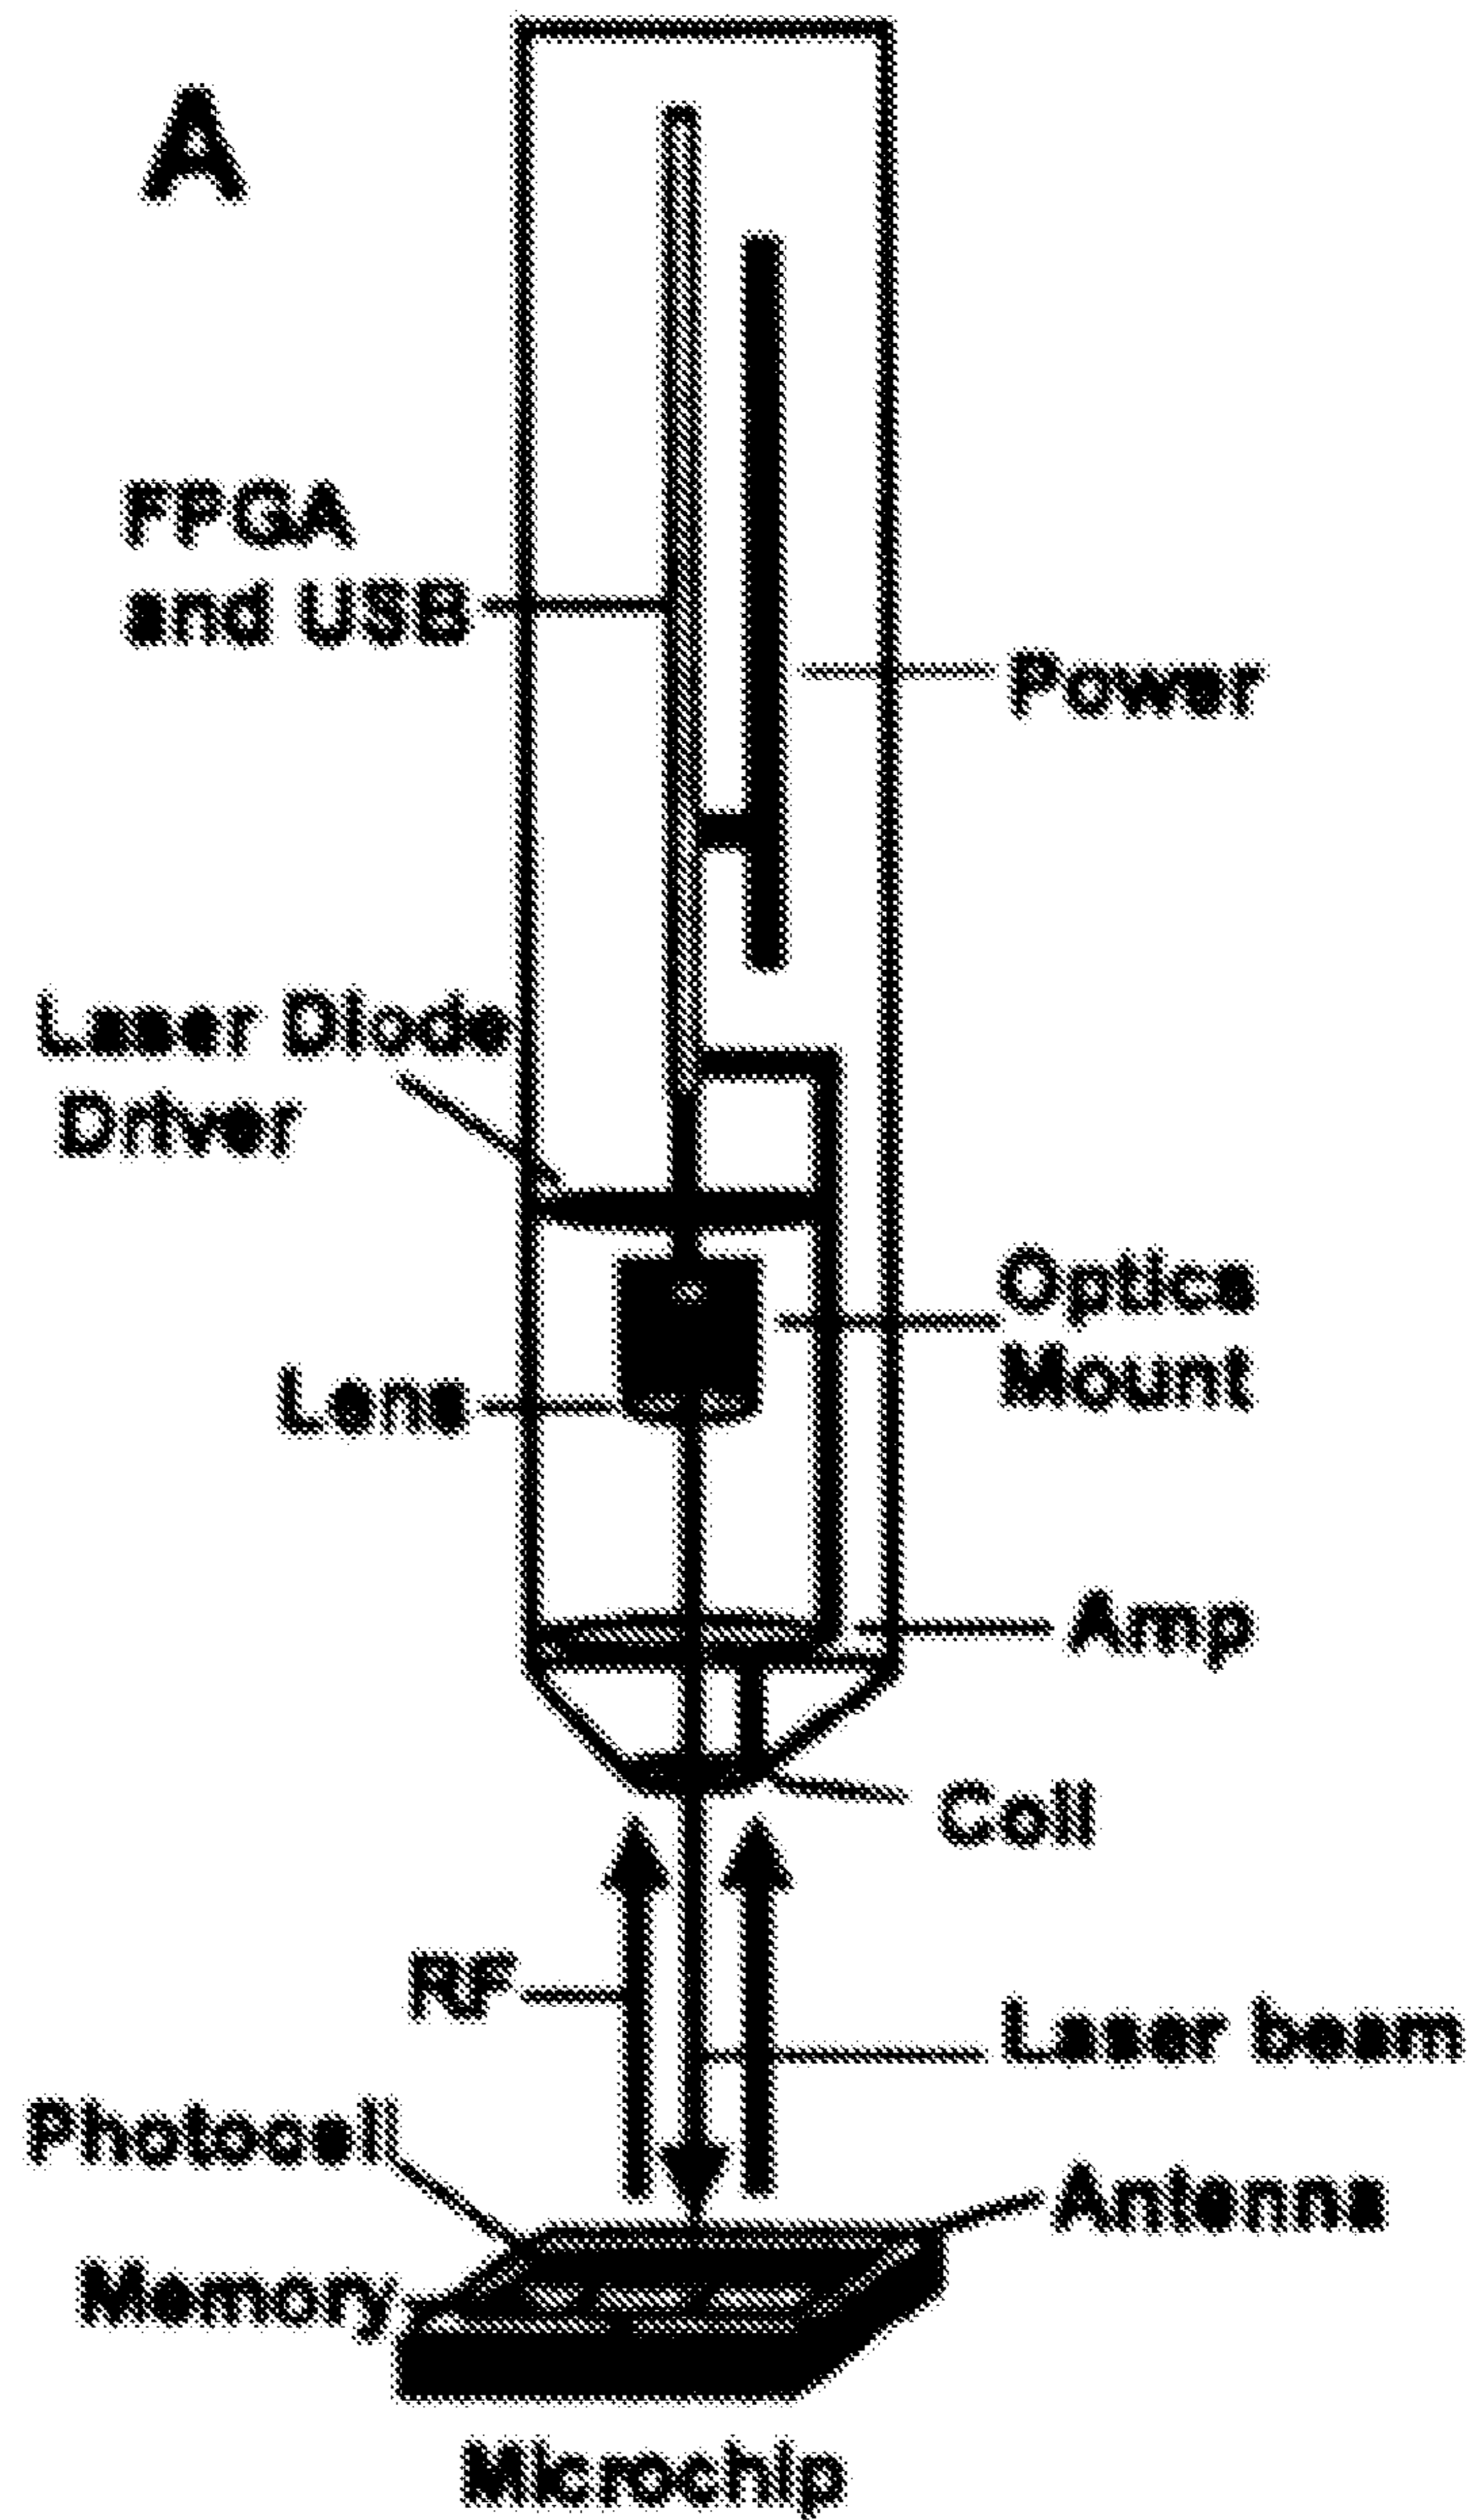 A
FPGA
and USB
Power
Laser Diode
Driver
Optics
Mount
Lens
Amp
Coil
RF
Laser beam
Photocell
Antenna
Memory
Microchip